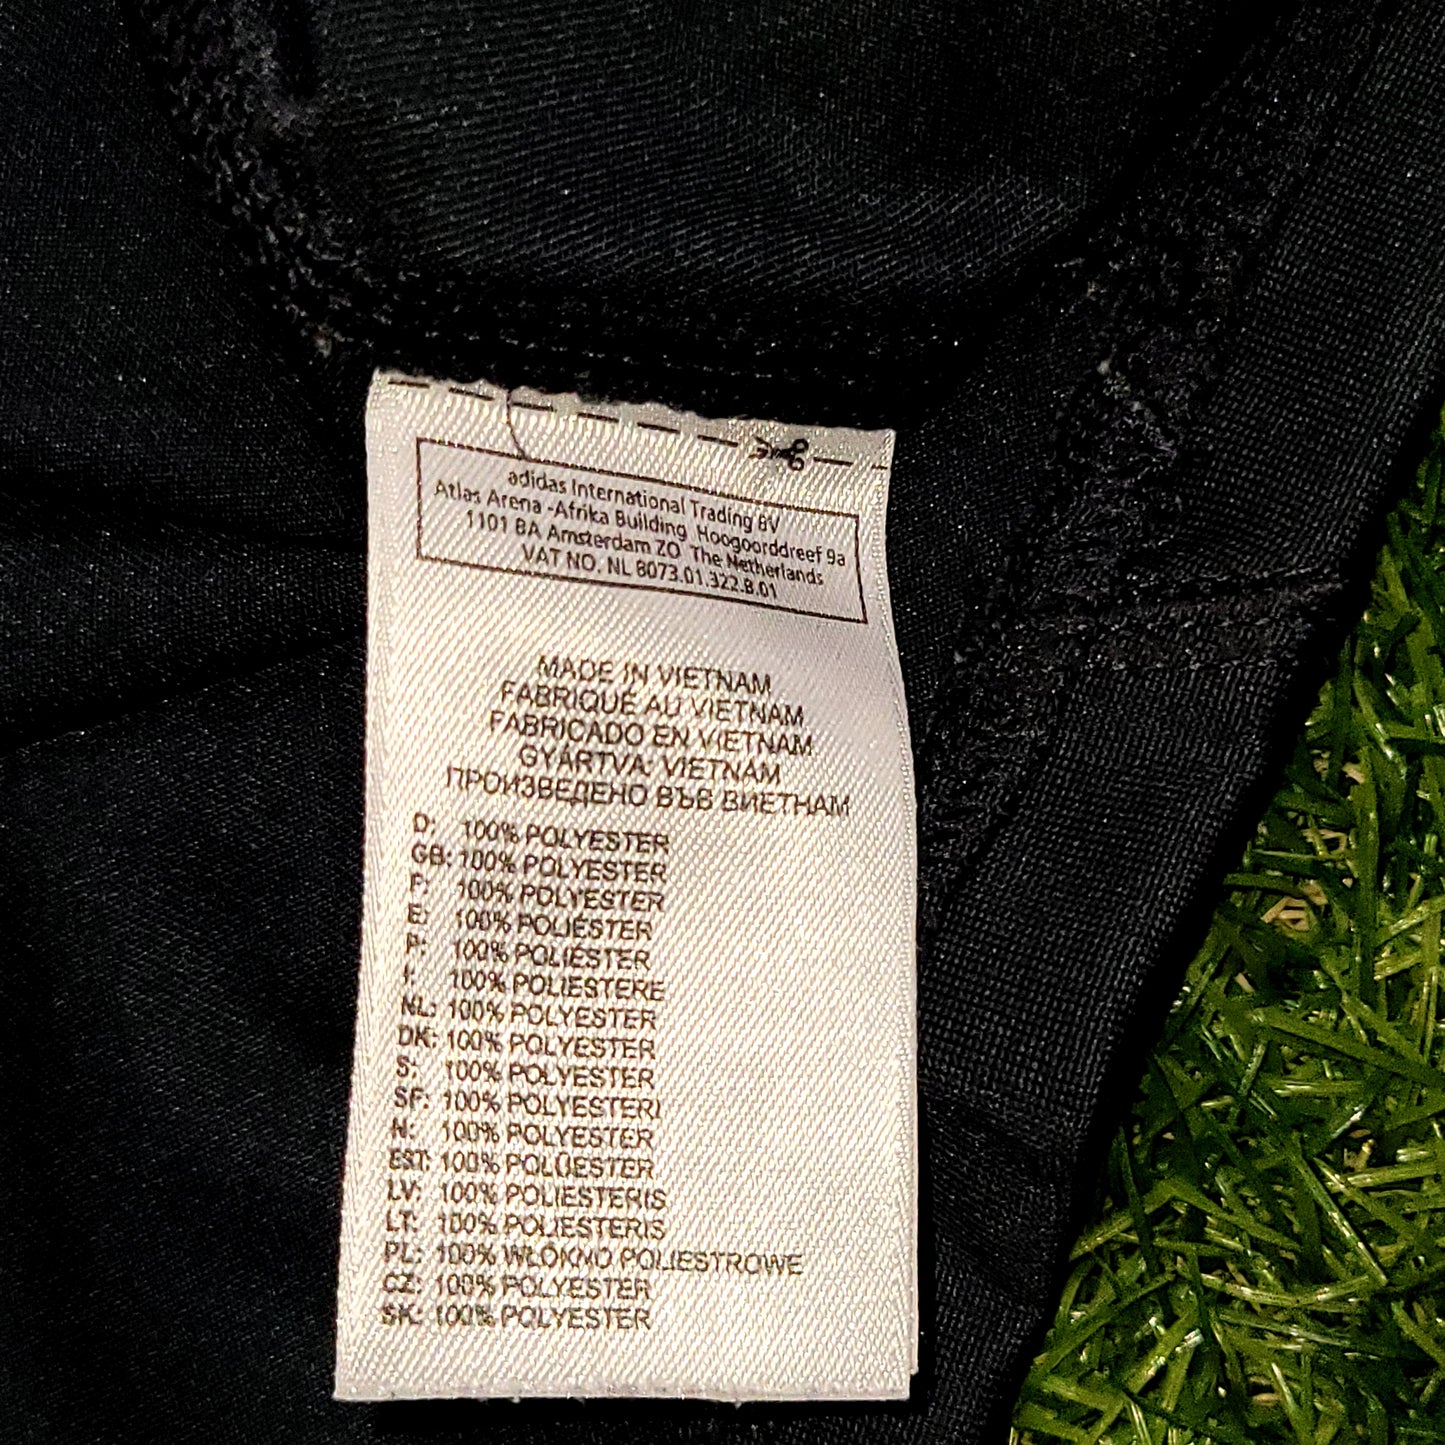 adidas International Trading BV
Atlas Arena -Afrika Building Hoogoorddreef 9a
1101 BA Amsterdam ZO The Netherlands
VAT NO. NL 8073.01.322.B.01
MADE IN VIETNAM
FABRIQUÉ AU VIETNAM
FABRICADO EN VIETNAM
GYÁRTVA: VIETNAM
ПРОИЗВЕДЕНО ВЪВ ВИЕТНАМ
D: 100% POLYESTER
GB: 100% POLYESTER
F: 100% POLYESTER
E: 100% POLIÉSTER
P: 100% POLIÉSTER
I: 100% POLIESTERE
NL: 100% POLYESTER
DK: 100% POLYESTER
S: 100% POLYESTER
SF: 100% POLYESTERI
N: 100% POLYESTER
EST: 100% POLÜESTER
LV: 100% POLIESTERIS
LT: 100% POLIESTERIS
PL: 100% WŁÓKNO POLIESTROWE
CZ: 100% POLYESTER
SK: 100% POLYESTER